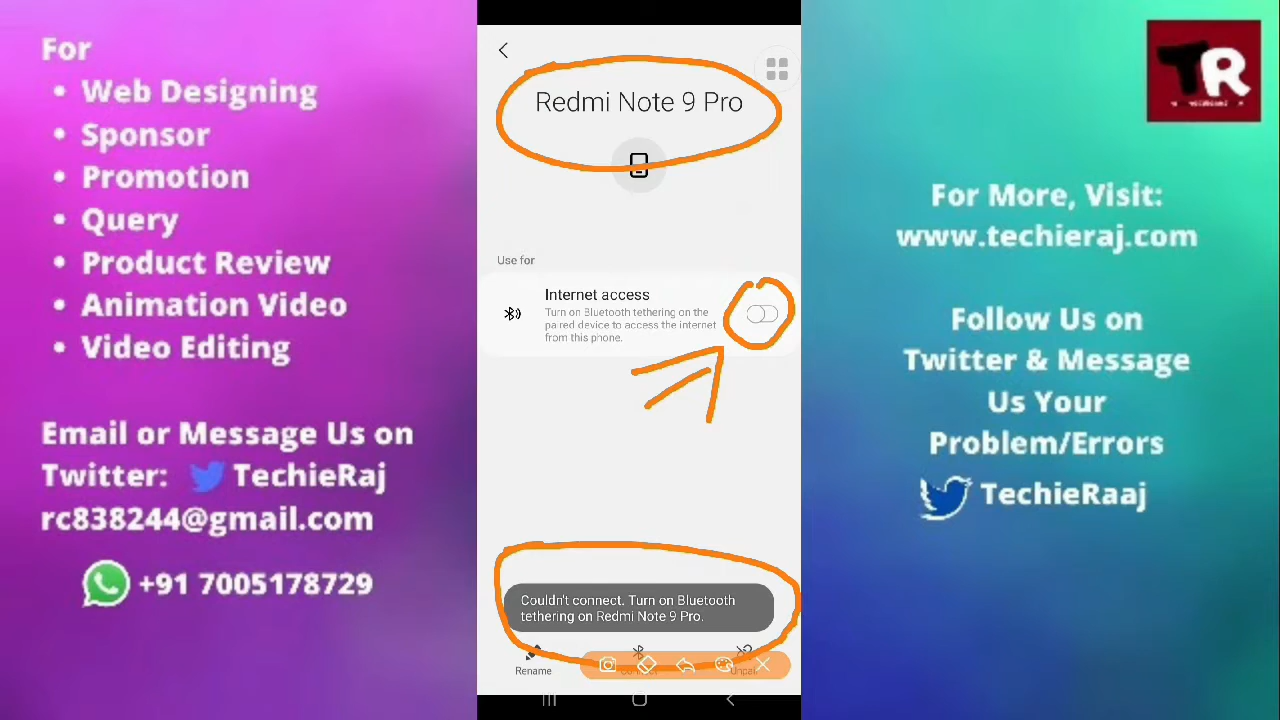 For
• Web Designing
• Sponsor
• Promotion
• Query
• Product Review
• Animation Video
• Video Editing
Email or Message Us on
Twitter: TechieRaj
rc838244@gmail.com
+91 7005178729
Redmi Note 9 Pro
Use for
Internet access
Turn on Bluetooth tethering on the
paired device to access the internet
from this phone.
Couldn't connect. Turn on Bluetooth
tethering on Redmi Note 9 Pro.
Rename
TR
For More, Visit:
www.techieraj.com
Follow Us on
Twitter & Message
Us Your
Problem/Errors
TechieRaaj